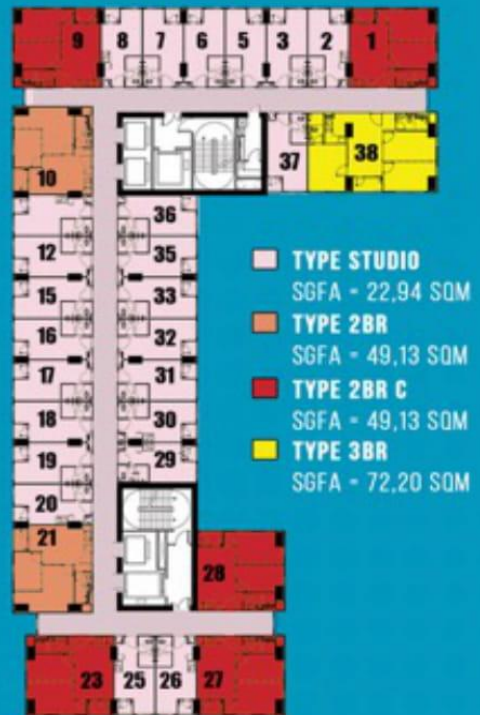 9 8 7 6 5 3 2 1
37 38
10
36
12 35
15 33
16 32
17 31
18 30
19 29
20
21
28
23 25 26 27
TYPE STUDIO
SGFA = 22,94 SQM
TYPE 2BR
SGFA = 49,13 SQM
TYPE 2BR C
SGFA = 49,13 SQM
TYPE 3BR
SGFA = 72,20 SQM